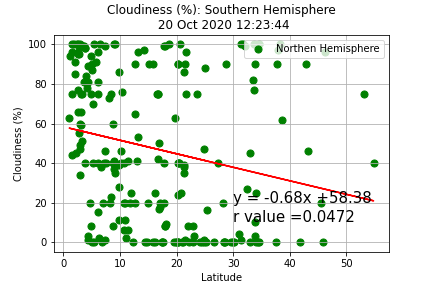 Cloudiness (%): Southern Hemisphere
20 Oct 2020 12:23:44
100
80
60
40
20
0
Cloudiness (%)
Northen Hemisphere
y = -0.68x +58.38
r value =0.0472
0 10 20 30 40 50
Latitude